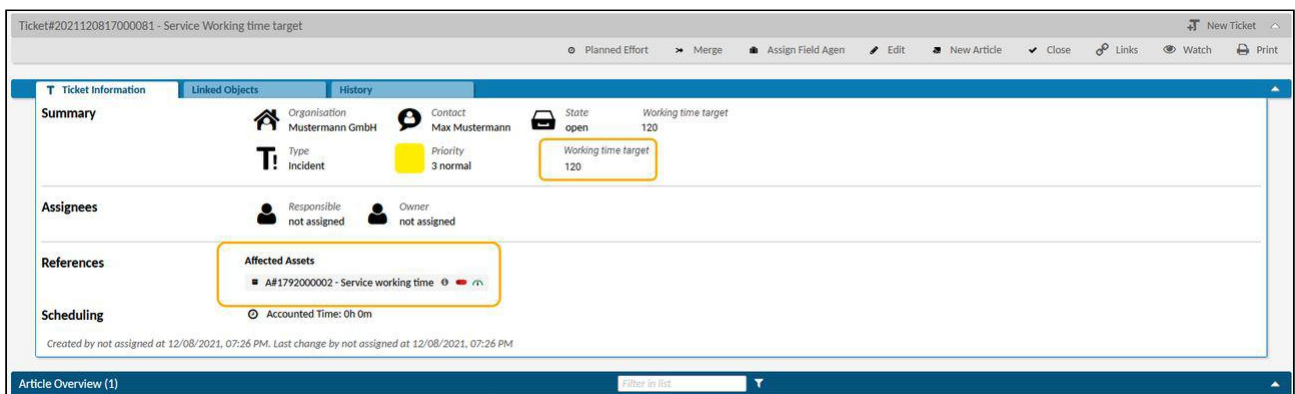 Ticket#2021120817000081 - Service Working time target New Ticket
Planned Effort Merge Assign Field Agen Edit New Article Close Links Watch Print
Ticket Information Linked Objects History
Summary
Organisation Contact State Working time target
Mustermann GmbH Max Mustermann open 120
Type Priority Working time target
Incident 3 normal 120
Assignees
Responsible Owner
not assigned not assigned
References
Affected Assets
A#1792000002 - Service working time
Scheduling Accounted Time: 0h 0m
Created by not assigned at 12/08/2021, 07:26 PM. Last change by not assigned at 12/08/2021, 07:26 PM
Article Overview (1) Filter in list